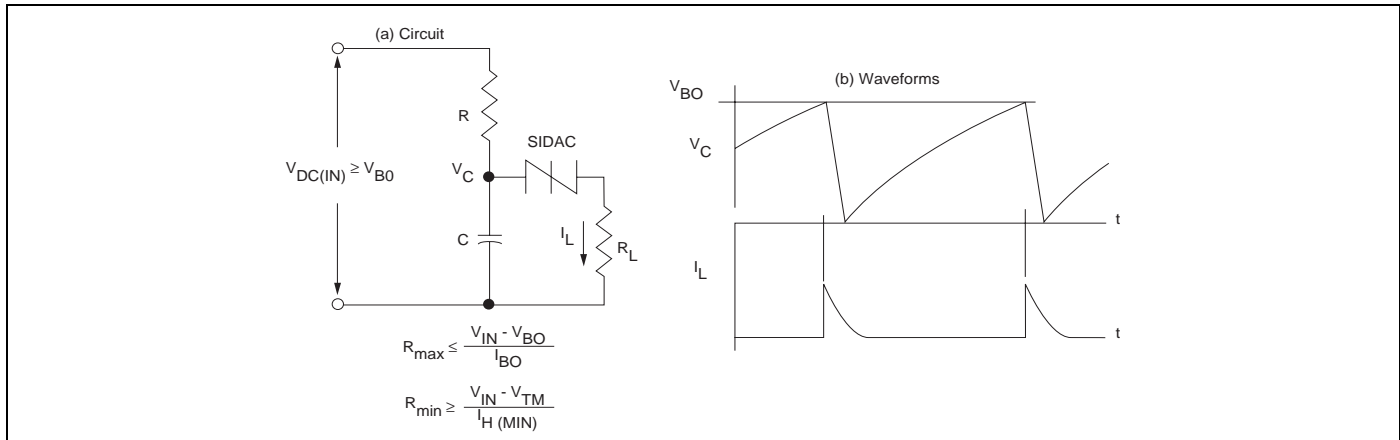 (a) Circuit
R
SIDAC
V_DC(IN) ≥ V_B0
V_C
C
I_L
R_L
R_max ≤ (V_IN - V_BO) / I_BO
R_min ≥ (V_IN - V_TM) / I_H (MIN)
(b) Waveforms
V_BO
V_C
t
I_L
t